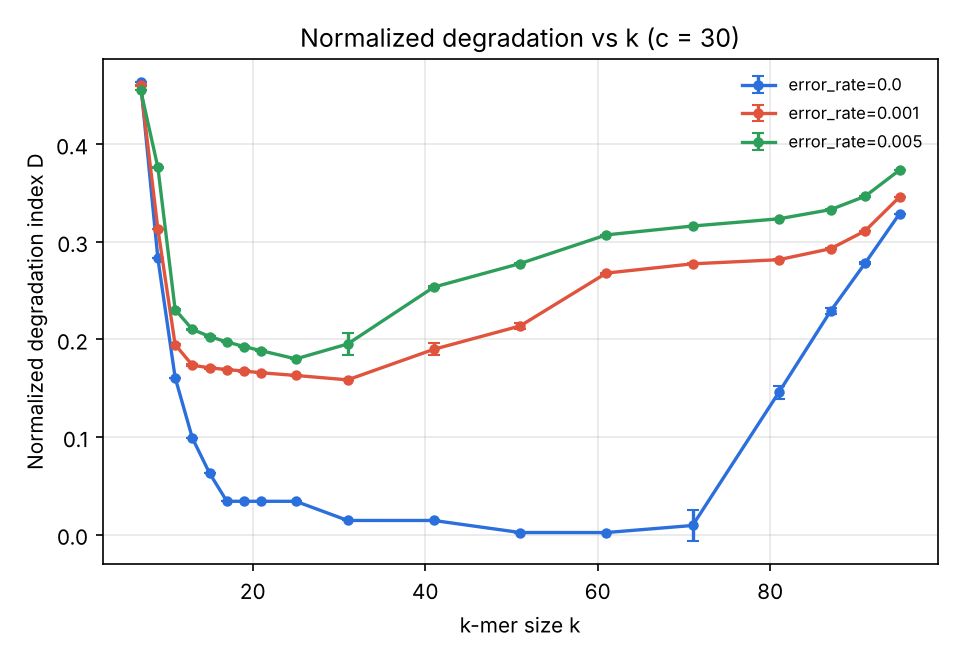 Normalized degradation vs k (c = 30)
error_rate=0.0
error_rate=0.001
error_rate=0.005
Normalized degradation index D
0.4
0.3
0.2
0.1
0.0
20 40 60 80
k-mer size k